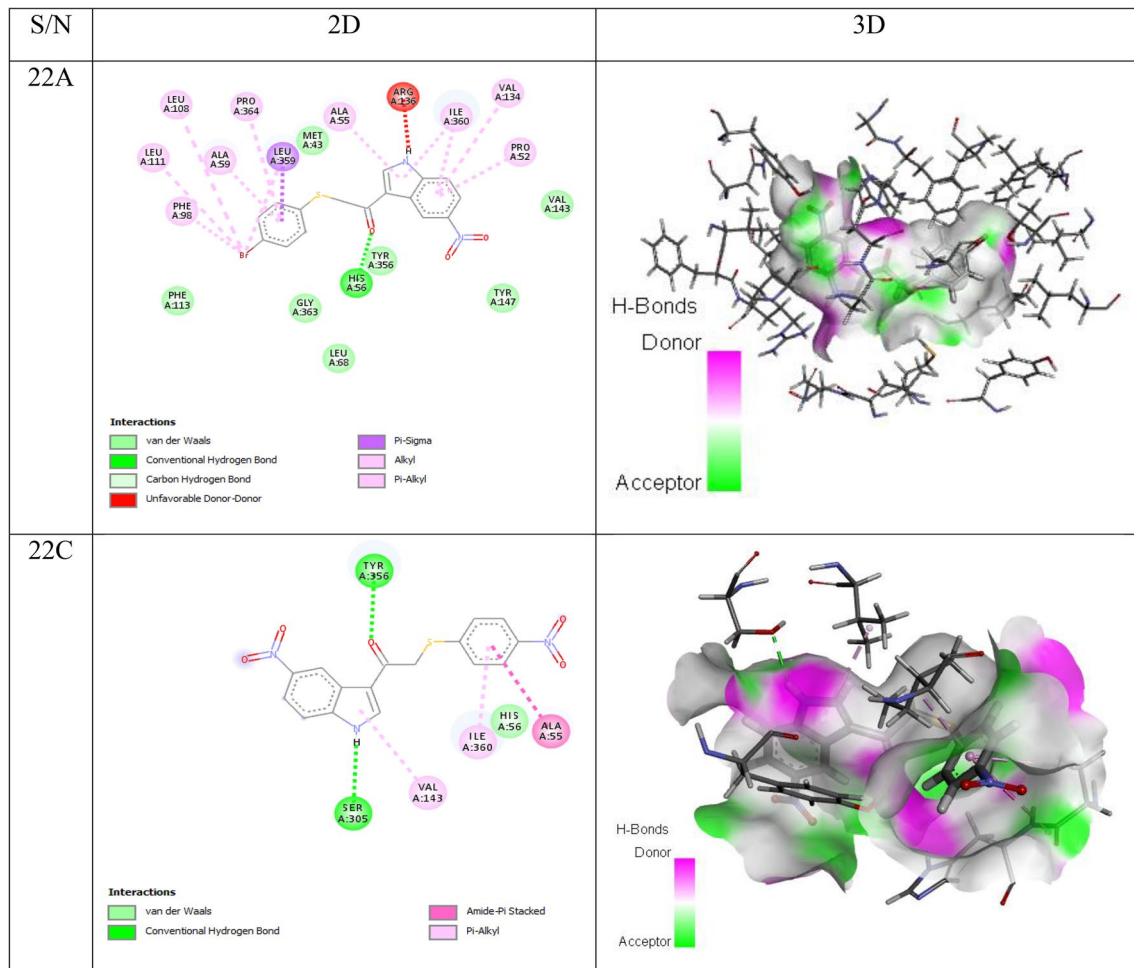 S/N 2D 3D
22A
LEU
A:108
PRO
A:364
ALA
A:55
ARG
A:136
ILE
A:360
VAL
A:134
MET
A:43
LEU
A:111
ALA
A:59
LEU
A:359
PRO
A:52
H
N
S
VAL
A:143
PHE
A:98
O
N O
O
Br
TYR
A:356
HIS
A:56
PHE
A:113
GLY
A:363
TYR
A:147
LEU
A:68
Interactions
van der Waals
Conventional Hydrogen Bond
Carbon Hydrogen Bond
Unfavorable Donor-Donor
Pi-Sigma
Alkyl
Pi-Alkyl
H-Bonds
Donor
Acceptor
22C
TYR
A:356
O
N
O
O
S
N
O
O
N
H
HIS
A:56
ILE
A:360
ALA
A:55
VAL
A:143
SER
A:305
Interactions
van der Waals
Conventional Hydrogen Bond
Amide-Pi Stacked
Pi-Alkyl
H-Bonds
Donor
Acceptor